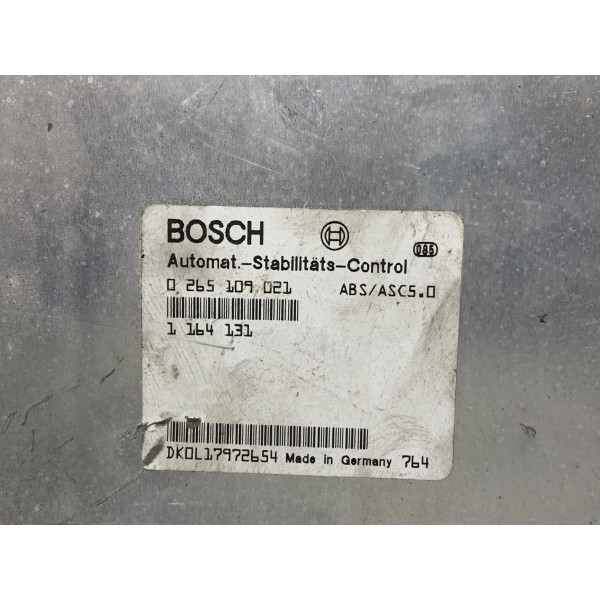 BOSCH 085
Automat.-Stabilitäts-Control
0 265 109 021 ABS/ASC5.0
1 164 131
DKOL17972654 Made in Germany 764